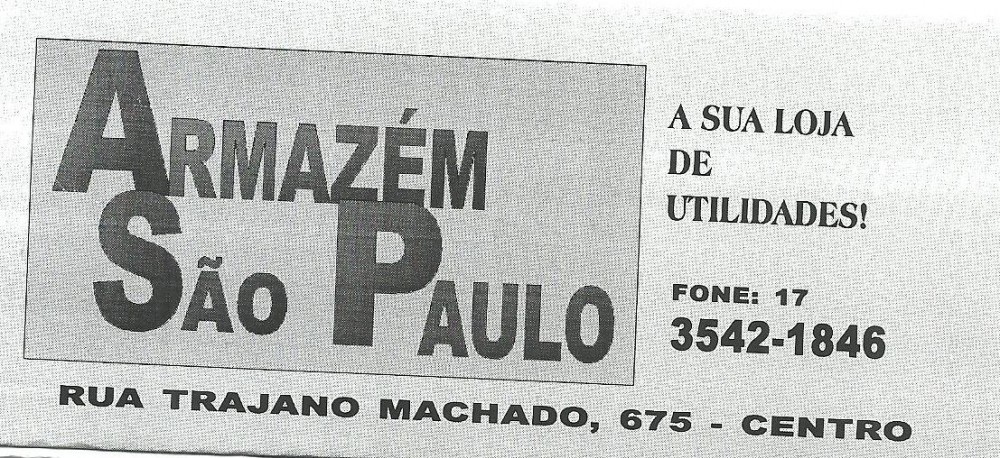 ARMAZÉM
SÃO PAULO
A SUA LOJA
DE
UTILIDADES!
FONE: 17
3542-1846
RUA TRAJANO MACHADO, 675 - CENTRO